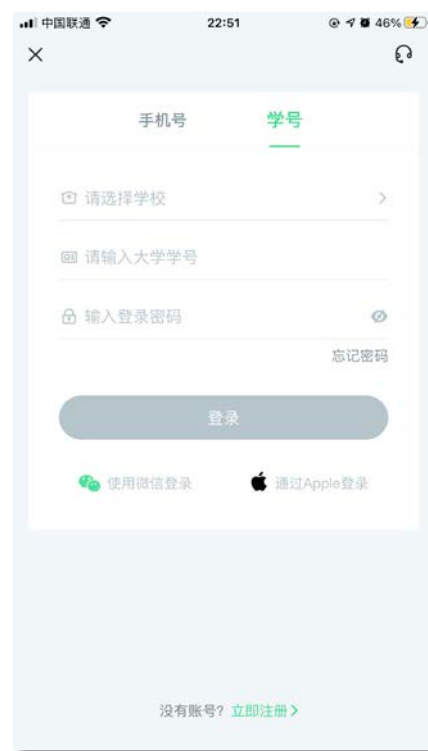 中国联通 22:51 46%
手机号 学号
请选择学校
请输入大学学号
输入登录密码
忘记密码
登录
使用微信登录 通过Apple登录
没有账号? 立即注册